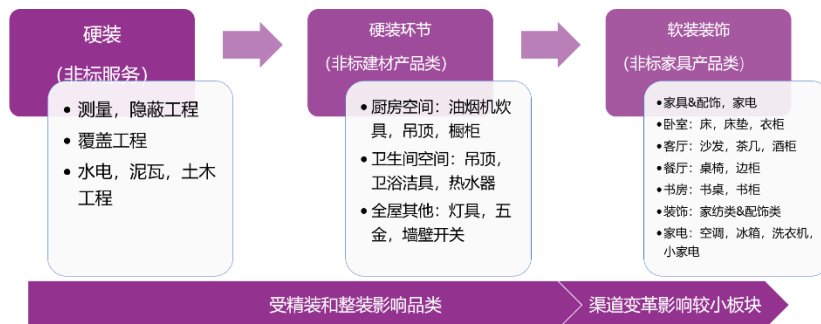 硬装
（非标服务）
• 测量，隐蔽工程
• 覆盖工程
• 水电，泥瓦，土木
工程
硬装环节
（非标建材产品类）
• 厨房空间：油烟机炊
具，吊顶，橱柜
• 卫生间空间：吊顶，
卫浴洁具，热水器
• 全屋其他：灯具，五
金，墙壁开关
软装装饰
（非标家具产品类）
• 家具&配饰，家电
• 卧室：床，床垫，衣柜
• 客厅：沙发，茶几，酒柜
• 餐厅：桌椅，边柜
• 书房：书桌，书柜
• 装饰：家纺类&配饰类
• 家电：空调，冰箱，洗衣机，
小家电
受精装和整装影响品类
渠道变革影响较小板块